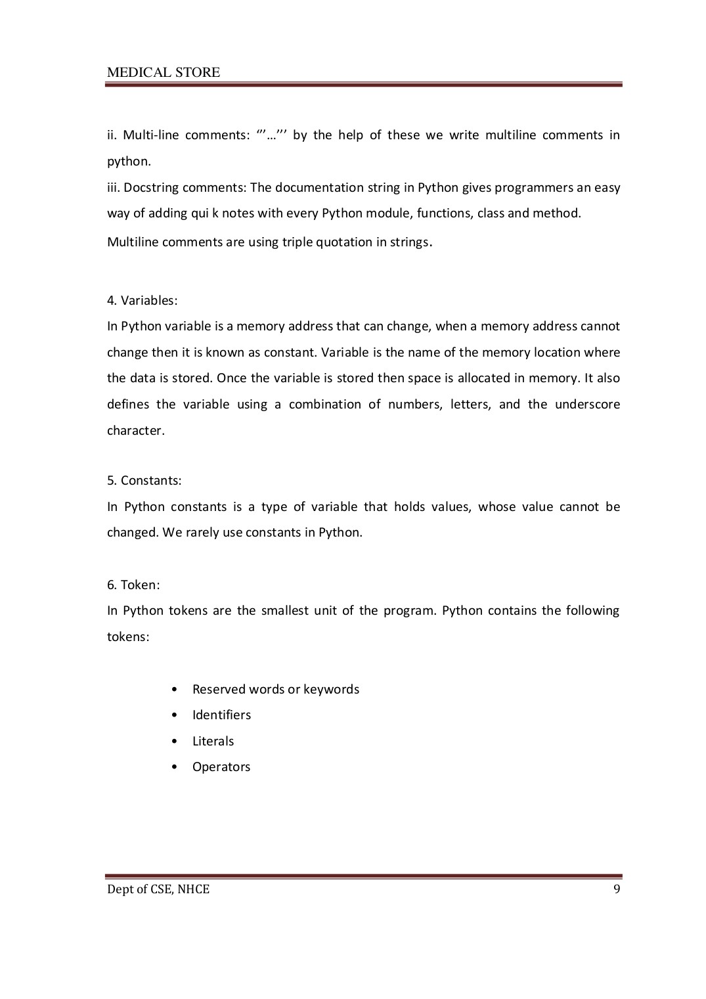 MEDICAL STORE
ii. Multi-line comments: “’…”’ by the help of these we write multiline comments in
python.
iii. Docstring comments: The documentation string in Python gives programmers an easy
way of adding qui k notes with every Python module, functions, class and method.
Multiline comments are using triple quotation in strings.
4. Variables:
In Python variable is a memory address that can change, when a memory address cannot
change then it is known as constant. Variable is the name of the memory location where
the data is stored. Once the variable is stored then space is allocated in memory. It also
defines the variable using a combination of numbers, letters, and the underscore
character.
5. Constants:
In Python constants is a type of variable that holds values, whose value cannot be
changed. We rarely use constants in Python.
6. Token:
In Python tokens are the smallest unit of the program. Python contains the following
tokens:
• Reserved words or keywords
• Identifiers
• Literals
• Operators
Dept of CSE, NHCE 9